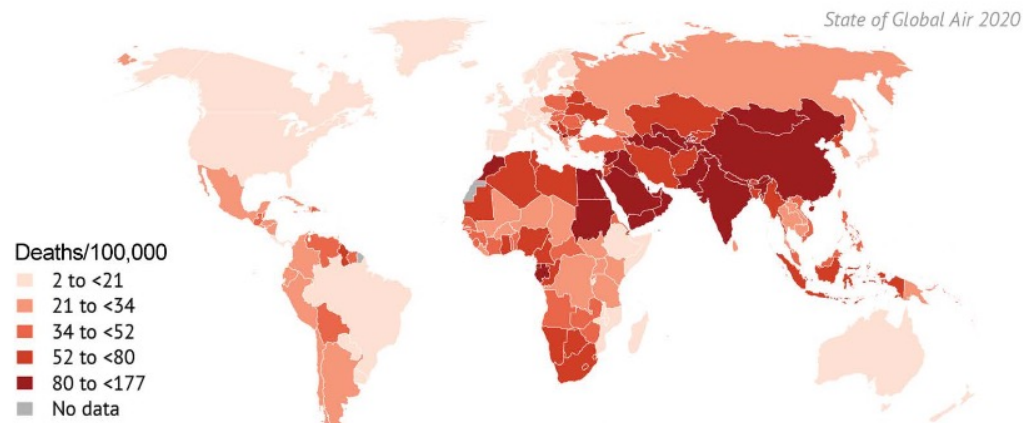 State of Global Air 2020
Deaths/100,000
2 to <21
21 to <34
34 to <52
52 to <80
80 to <177
No data